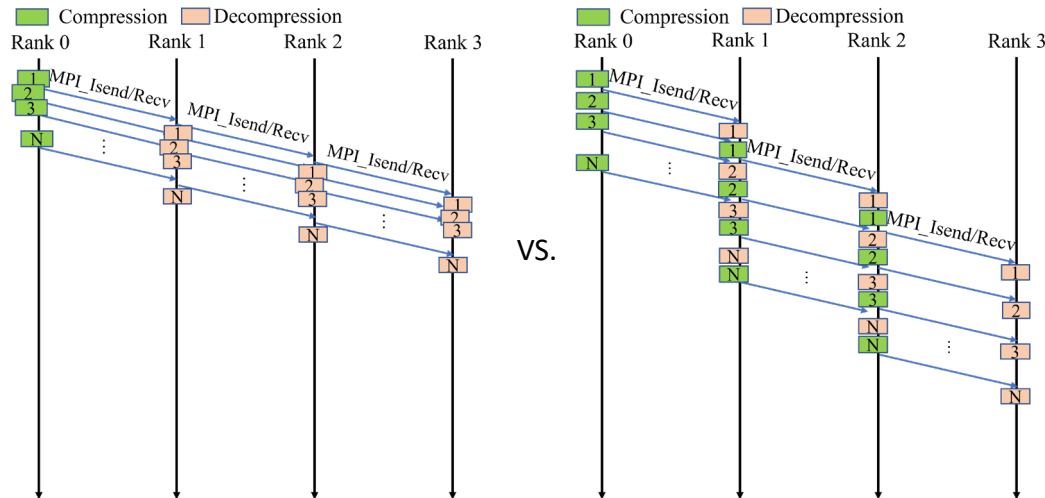 Compression Decompression
Rank 0 Rank 1 Rank 2 Rank 3
MPI_Isend/Recv
MPI_Isend/Recv
MPI_Isend/Recv
1
2
3
N
⋮
1
2
3
N
⋮
1
2
3
N
⋮
1
2
3
N
VS.
Compression Decompression
Rank 0 Rank 1 Rank 2 Rank 3
MPI_Isend/Recv
MPI_Isend/Recv
MPI_Isend/Recv
1
2
3
N
⋮
1
1
2
2
3
3
N
N
⋮
1
1
2
2
3
3
N
N
⋮
1
2
3
N